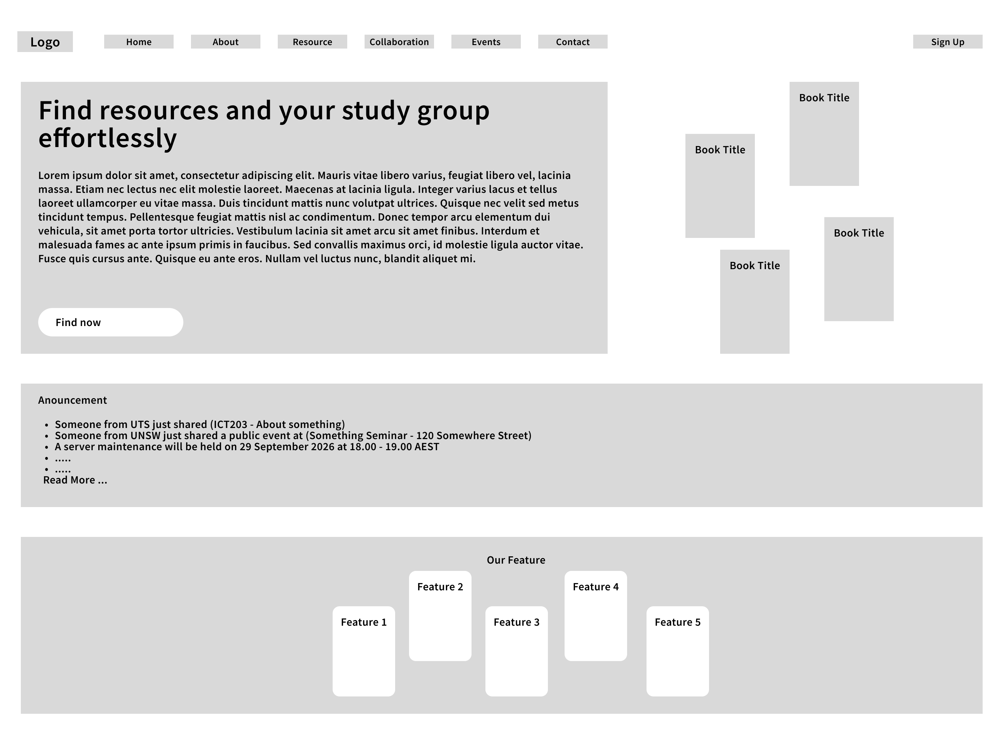 Logo
Home
About
Resource
Collaboration
Events
Contact
Sign Up
Find resources and your study group
effortlessly
Lorem ipsum dolor sit amet, consectetur adipiscing elit. Mauris vitae libero varius, feugiat libero vel, lacinia
massa. Etiam nec lectus nec elit molestie laoreet. Maecenas at lacinia ligula. Integer varius lacus et tellus
laoreet ullamcorper eu vitae massa. Duis tincidunt mattis nunc volutpat ultrices. Quisque nec velit sed metus
tincidunt tempus. Pellentesque feugiat mattis nisl ac condimentum. Donec tempor arcu elementum dui
vehicula, sit amet porta tortor ultricies. Vestibulum lacinia sit amet arcu sit amet finibus. Interdum et
malesuada fames ac ante ipsum primis in faucibus. Sed convallis maximus orci, id molestie ligula auctor vitae.
Fusce quis cursus ante. Quisque eu ante eros. Nullam vel luctus nunc, blandit aliquet mi.
Find now
Book Title
Book Title
Book Title
Book Title
Anouncement
• Someone from UTS just shared (ICT203 - About something)
• Someone from UNSW just shared a public event at (Something Seminar - 120 Somewhere Street)
• A server maintenance will be held on 29 September 2026 at 18.00 - 19.00 AEST
• .....
• .....
Read More ...
Our Feature
Feature 1
Feature 2
Feature 3
Feature 4
Feature 5